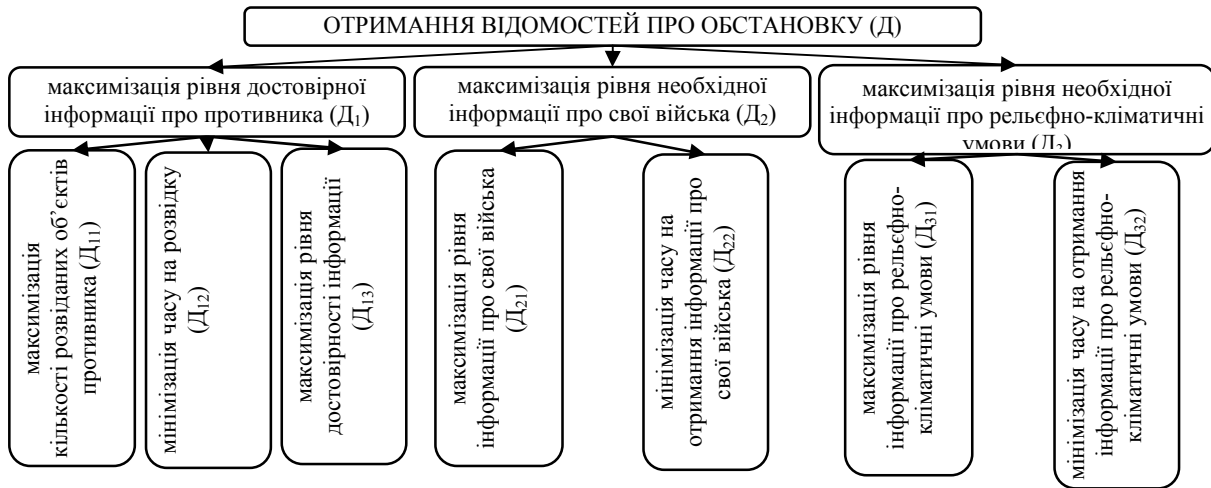 ОТРИМАННЯ ВІДОМОСТЕЙ ПРО ОБСТАНОВКУ (Д)
максимізація рівня достовірної
інформації про противника (Д₁)
максимізація рівня необхідної
інформації про свої війська (Д₂)
максимізація рівня необхідної
інформації про рельєфно-кліматичні
умови (Д₃)
максимізація
кількості розвіданих об’єктів
противника (Д₁₁)
мінімізація часу на розвідку
(Д₁₂)
максимізація рівня
достовірності інформації
(Д₁₃)
максимізація рівня
інформації про свої війська
(Д₂₁)
мінімізація часу на
отримання інформації про
свої війська (Д₂₂)
максимізація рівня
інформації про рельєфно-
кліматичні умови (Д₃₁)
мінімізація часу на отримання
інформації про рельєфно-
кліматичні умови (Д₃₂)